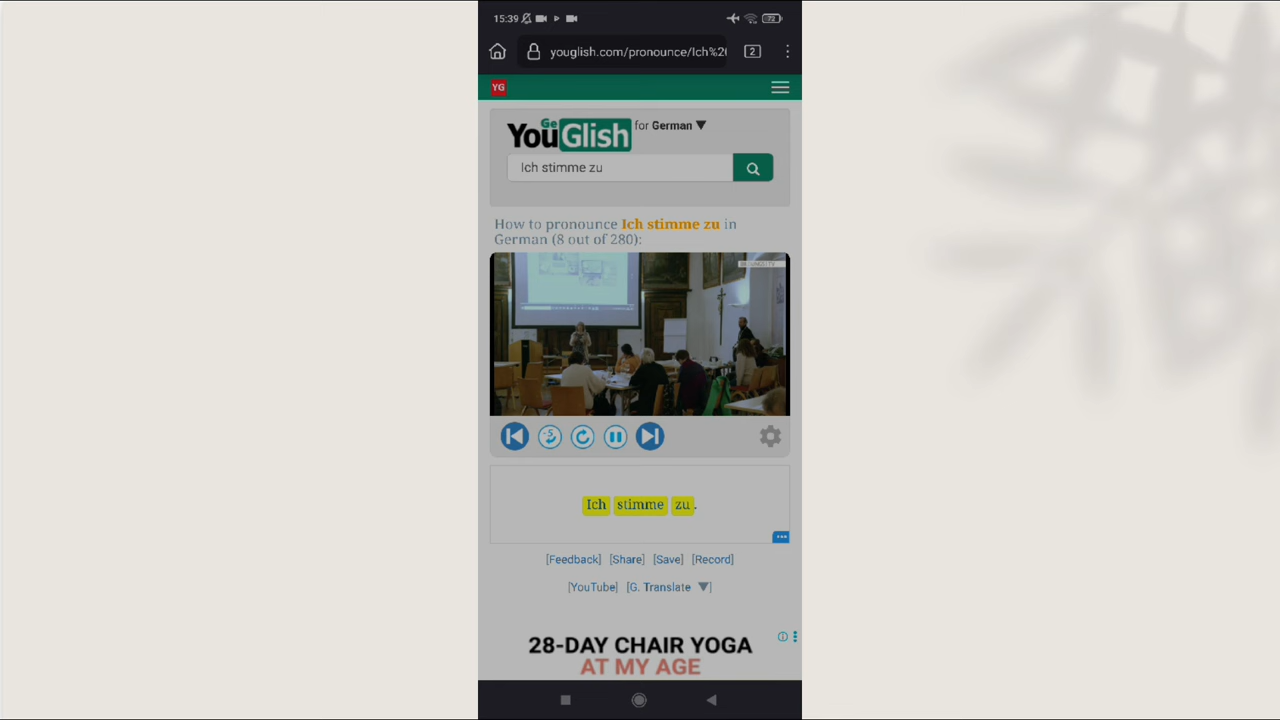 15:39
72
youglish.com/pronounce/Ich%2
2
YG
Ge
YouGlish for German ▼
Ich stimme zu
How to pronounce Ich stimme zu in
German (8 out of 280):
5
Ich stimme zu.
[Feedback] [Share] [Save] [Record]
[YouTube] [G. Translate ▼]
28-DAY CHAIR YOGA
AT MY AGE